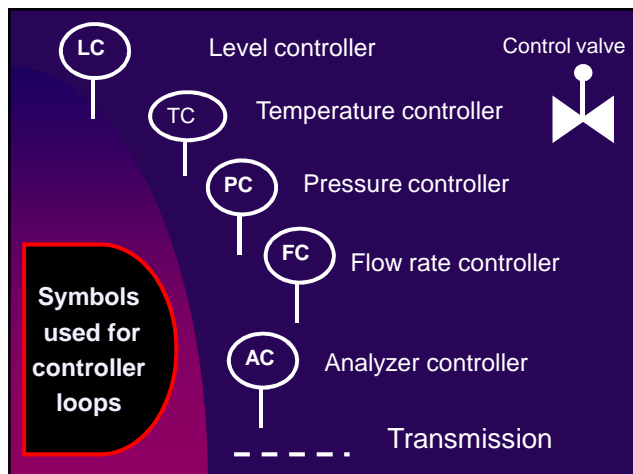 LC Level controller
Control valve
TC Temperature controller
PC Pressure controller
FC Flow rate controller
Symbols
used for
controller
loops
AC Analyzer controller
Transmission